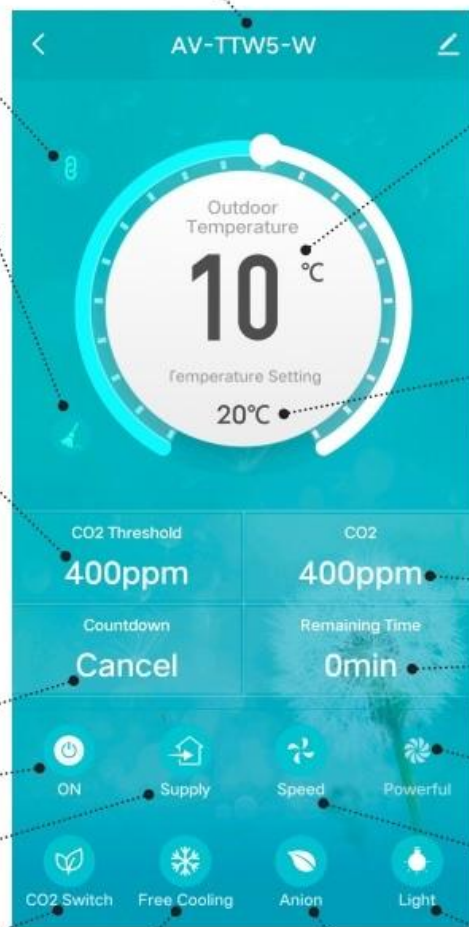 AV-TTW5-W
Outdoor
Temperature
10 °C
Temperature Setting
20°C
CO2 Threshold
CO2
400ppm
400ppm
Countdown
Remaining Time
Cancel
0min
ON
Supply
Speed
Powerful
CO2 Switch
Free Cooling
Anion
Light